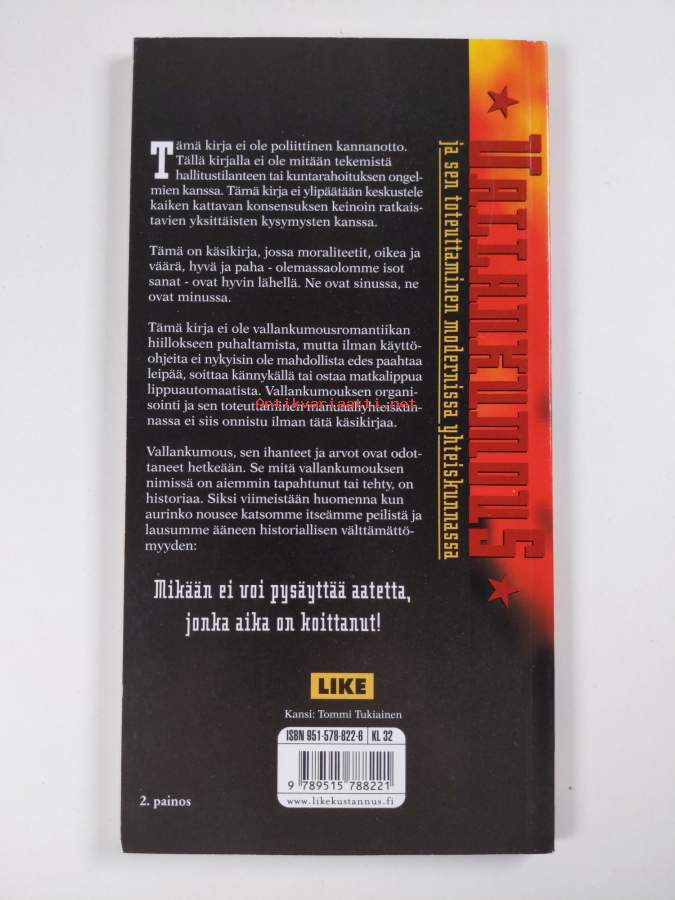 Tämä kirja ei ole poliittinen kannanotto.
Tällä kirjalla ei ole mitään tekemistä
hallitustilanteen tai kuntarahoituksen ongel-
mien kanssa. Tämä kirja ei ylipäätään keskustele
kaiken kattavan konsensuksen keinoin ratkais-
tavien yksittäisten kysymysten kanssa.
Tämä on käsikirja, jossa moraliteetit, oikea ja
väärä, hyvä ja paha - olemassaolomme isot
sanat - ovat hyvin lähellä. Ne ovat sinussa, ne
ovat minussa.
Tämä kirja ei ole vallankumousromantiikan
hiillokseen puhaltamista, mutta ilman käyttö-
ohjeita ei nykyisin ole mahdollista edes paahtaa
leipää, soittaa kännykällä tai ostaa matkalippua
lippuautomaatista. Vallankumouksen organi-
sointi ja sen toteuttaminen manuaaliyhteiskun-
nassa ei siis onnistu ilman tätä käsikirjaa.
antikvariaatti.net
Vallankumous, sen ihanteet ja arvot ovat odot-
taneet hetkeään. Se mitä vallankumouksen
nimissä on aiemmin tapahtunut tai tehty, on
historiaa. Siksi viimeistään huomenna kun
aurinko nousee katsomme itseämme peilistä ja
lausumme ääneen historiallisen välttämättö-
myyden:
Mikään ei voi pysäyttää aatetta,
jonka aika on koittanut!
LIKE
Kansi: Tommi Tukiainen
ISBN 951-578-822-6 KL 32
9 789515 788221
www.likekustannus.fi
2. painos
Vallankumous
ja sen toteuttaminen modernissa yhteiskunnassa